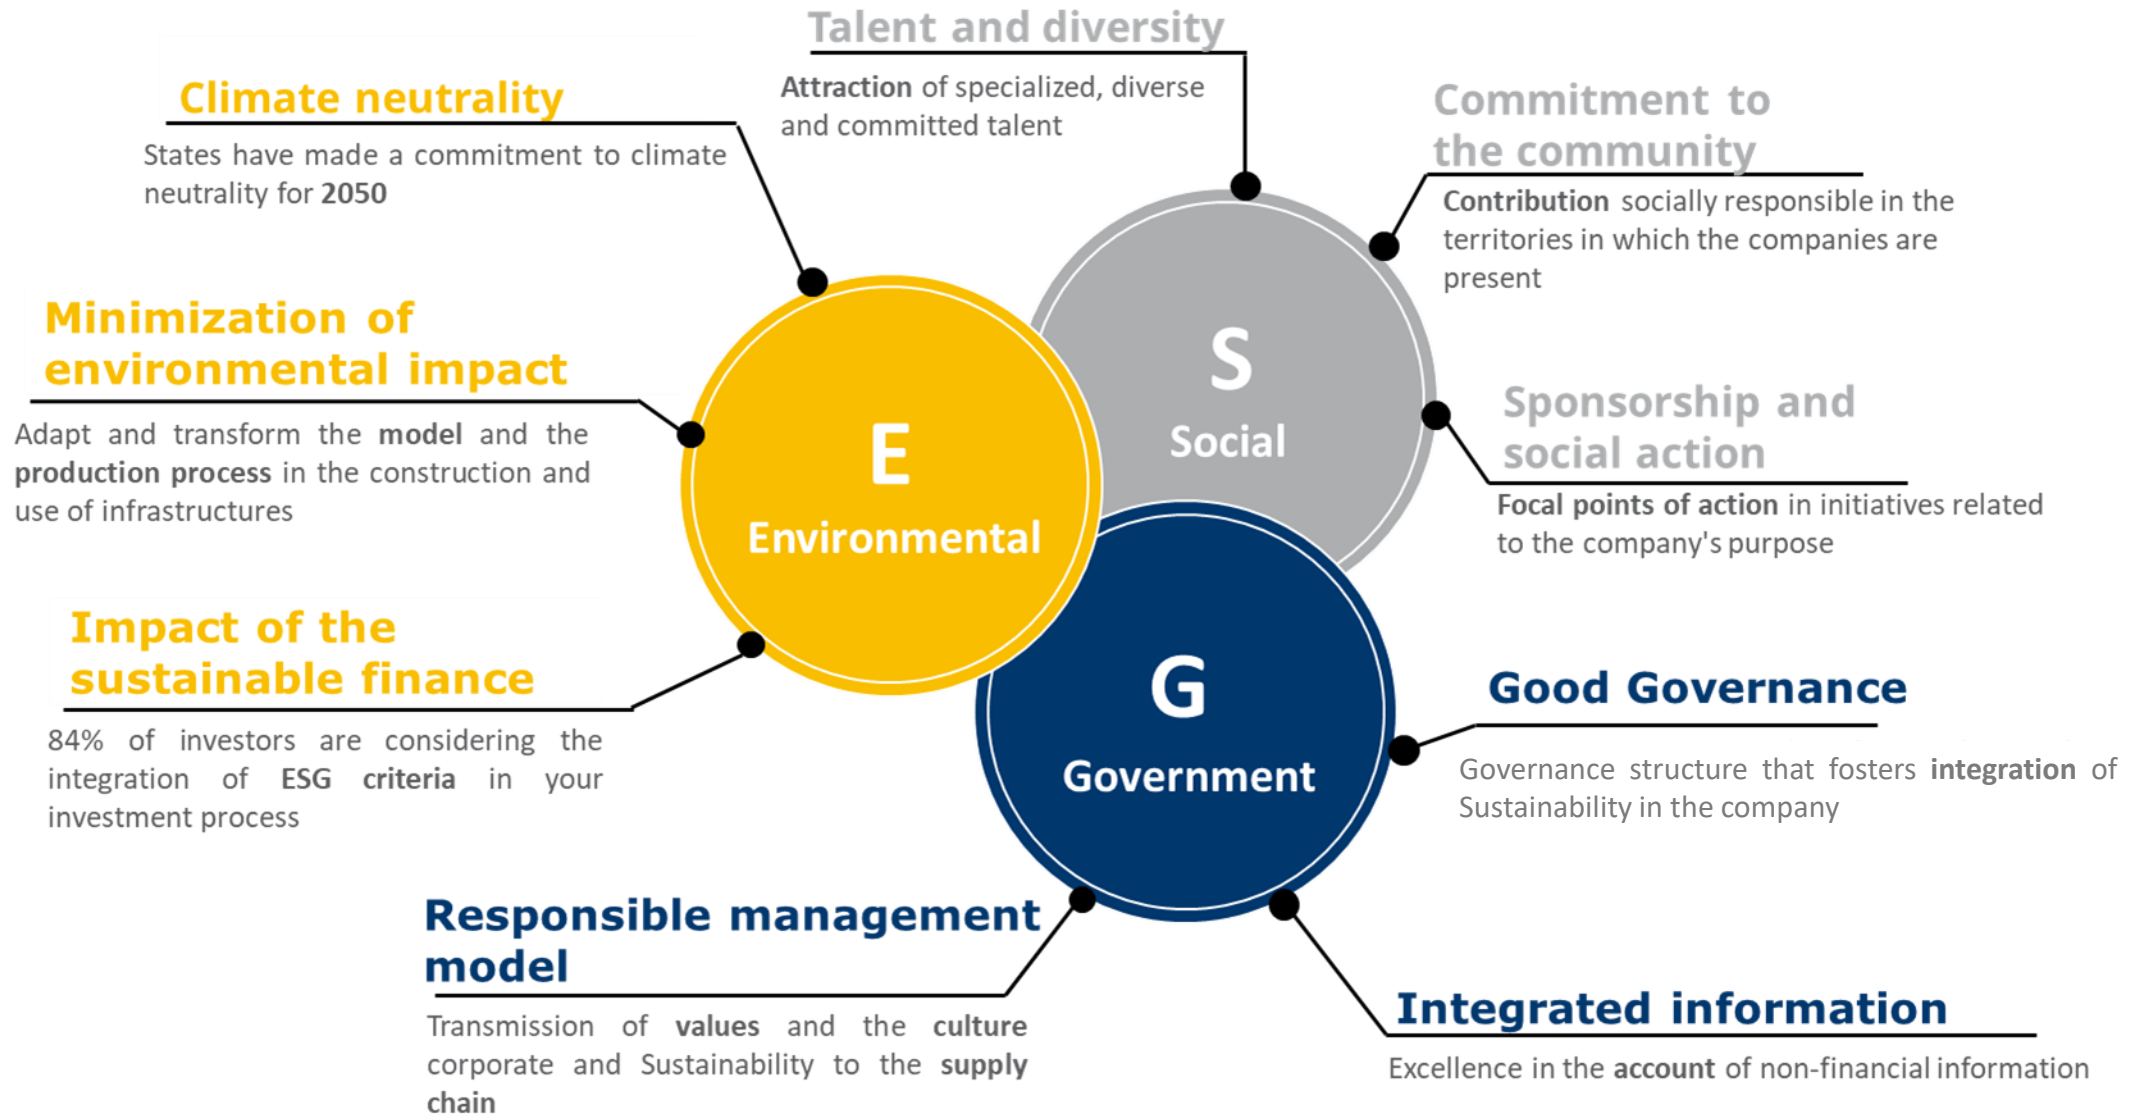 Talent and diversity
Attraction of specialized, diverse
and committed talent
Climate neutrality
States have made a commitment to climate
neutrality for 2050
Commitment to
the community
Contribution socially responsible in the
territories in which the companies are
present
Minimization of
environmental impact
Adapt and transform the model and the
production process in the construction and
use of infrastructures
E
Environmental
S
Social
Sponsorship and
social action
Focal points of action in initiatives related
to the company's purpose
Impact of the
sustainable finance
84% of investors are considering the
integration of ESG criteria in your
investment process
G
Government
Good Governance
Governance structure that fosters integration of
Sustainability in the company
Responsible management
model
Transmission of values and the culture
corporate and Sustainability to the supply
chain
Integrated information
Excellence in the account of non-financial information